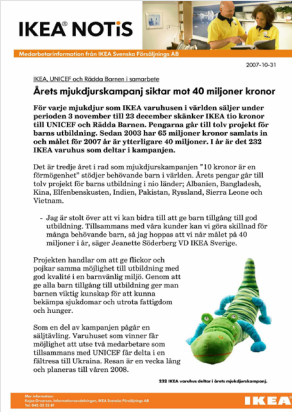 IKEA NOTiS
Medarbetarinformation från IKEA Svenska Försäljnings AB
2007-10-31
IKEA, UNICEF och Rädda Barnen i samarbete
Årets mjukdjurskampanj siktar mot 40 miljoner kronor
För varje mjukdjur som IKEA varuhusen i världen säljer under
perioden 3 november till 23 december skänker IKEA tio kronor
till UNICEF och Rädda Barnen. Pengarna går till tolv projekt för
barns utbildning. Sedan 2003 har 65 miljoner kronor samlats in
och målet för 2007 är ytterligare 40 miljoner. I år är det 232
IKEA varuhus som deltar i kampanjen.
Det är tredje året i rad som mjukdjurskampanjen "10 kronor är en
förmögenhet" stödjer behövande barn i världen. Årets pengar går till
tolv projekt för barns utbildning i nio länder; Albanien, Bangladesh,
Kina, Elfenbenskusten, Indien, Pakistan, Ryssland, Sierra Leone och
Vietnam.
- Jag är stolt över att vi kan bidra till att ge barn tillgång till god
utbildning. Tillsammans med våra kunder kan vi göra skillnad för
många behövande barn, så jag hoppas att vi når målet på 40
miljoner i år, säger Jeanette Söderberg VD IKEA Sverige.
Projekten handlar om att ge flickor och
pojkar samma möjlighet till utbildning med
god kvalitet i en barnvänlig miljö. Genom att
ge alla barn tillgång till utbildning ger man
barnen viktig kunskap för att kunna
bekämpa sjukdomar och utrota fattigdom
och hunger.
Som en del av kampanjen pågår en
säljtävling. Varuhuset som vinner får
möjlighet att utse två medarbetare som
tillsammans med UNICEF får delta i en
fältresa till Ukraina. Resan är en vecka lång
och planeras till våren 2008.
232 IKEA varuhus deltar i årets mjukdjurskampanj.
Mer information:
IKEA